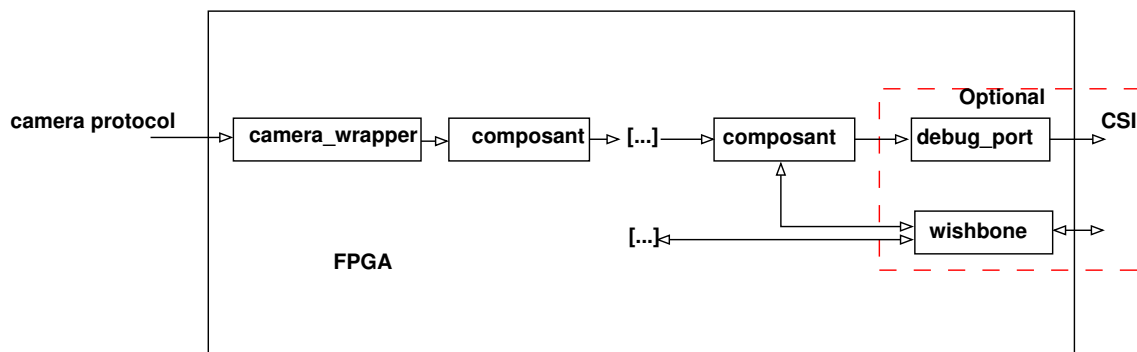 Optional
camera protocol
camera_wrapper
composant
[...]
composant
debug_port
CSI
[...]
wishbone
FPGA